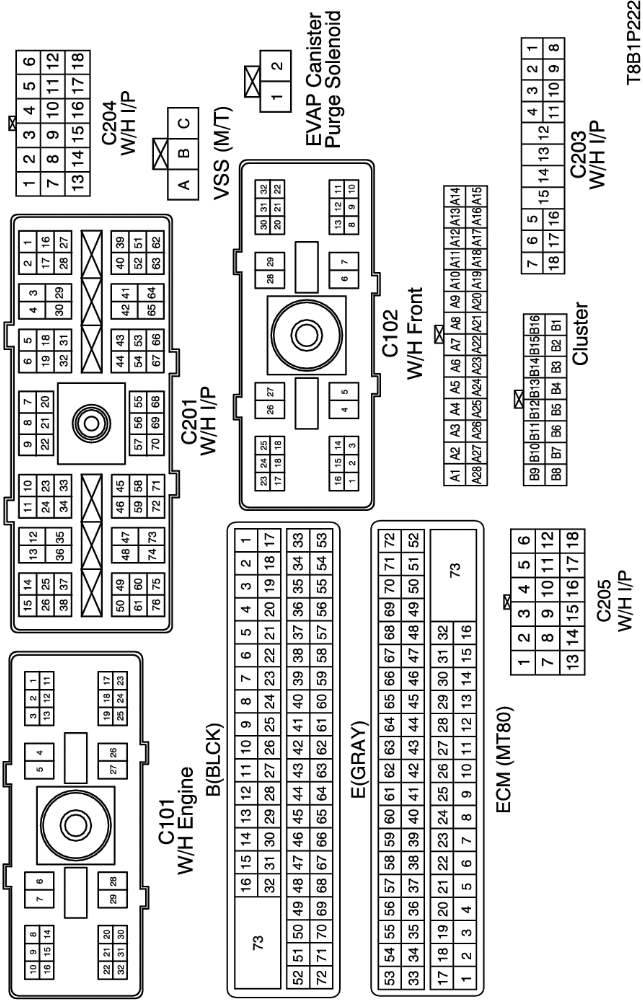 10 9 8 7 6 5 4 3 2 1
16 15 14 13 12 11
22 21 20 29 28 27 26 19 18 17
32 31 30 25 24 23
C101
W/H Engine
15 14 13 12 11 10 9 8 7 6 5 4 3 2 1
26 25 24 23 22 21 20 19 18 17 16
38 37 36 35 34 33 32 31 30 29 28 27
50 49 48 47 46 45 57 56 55 44 43 42 41 40 39
61 60 59 58 70 69 68 54 53 52 51
76 75 74 73 72 71 67 66 65 64 63 62
C201
W/H I/P
1 2 3 4 5 6
7 8 9 10 11 12
13 14 15 16 17 18
C204
W/H I/P
A B C
VSS (M/T)
1 2
EVAP Canister
Purge Solenoid
B(BLCK)
73
16 15 14 13 12 11 10 9 8 7 6 5 4 3 2 1
32 31 30 29 28 27 26 25 24 23 22 21 20 19 18 17
52 51 50 49 48 47 46 45 44 43 42 41 40 39 38 37 36 35 34 33
72 71 70 69 68 67 66 65 64 63 62 61 60 59 58 57 56 55 54 53
23 24 25 26 27 28 29 30 31 32
17 18 18 20 21 22
16 15 14 4 5 6 7 13 12 11
1 2 3 8 9 10
C102
W/H Front
E(GRAY)
53 54 55 56 57 58 59 60 61 62 63 64 65 66 67 68 69 70 71 72
33 34 35 36 37 38 39 40 41 42 43 44 45 46 47 48 49 50 51 52
17 18 19 20 21 22 23 24 25 26 27 28 29 30 31 32
1 2 3 4 5 6 7 8 9 10 11 12 13 14 15 16
73
ECM (MT80)
A1 A2 A3 A4 A5 A6 A7 A8 A9 A10 A11 A12 A13 A14
A28 A27 A26 A25 A24 A23 A22 A21 A20 A19 A18 A17 A16 A15
B9 B10 B11 B12 B13 B14 B15 B16
B8 B7 B6 B5 B4 B3 B2 B1
Cluster
1 2 3 4 5 6
7 8 9 10 11 12
13 14 15 16 17 18
C205
W/H I/P
7 6 5 15 14 13 12 4 3 2 1
18 17 16 11 10 9 8
C203
W/H I/P
T8B1P222